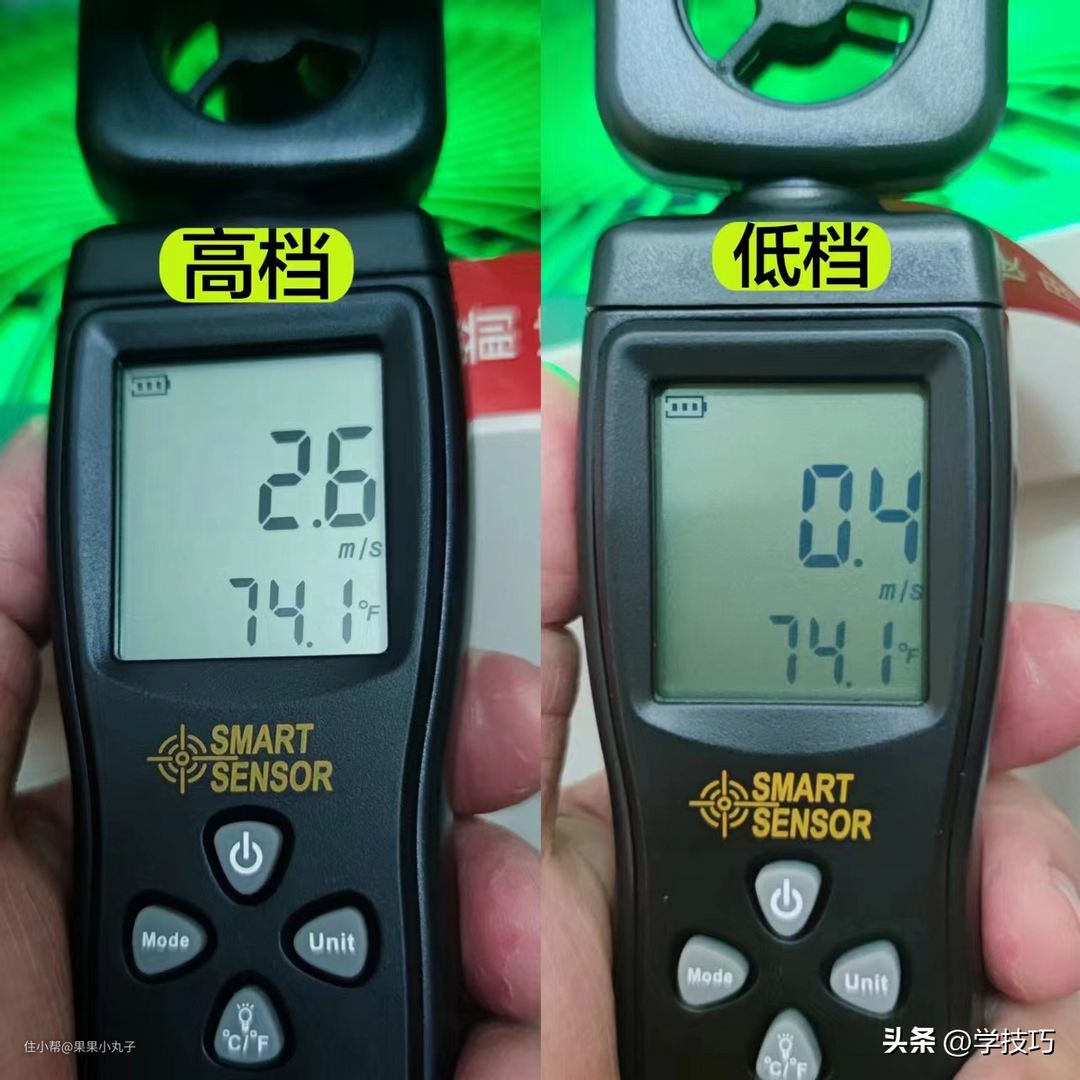 高档
2.6
m/s
74.1°F
SMART
SENSOR
Mode
Unit
°C/°F
住小帮@果果小丸子
低档
0.4
m/s
74.1°F
SMART
SENSOR
Mode
Unit
°C/°F
头条 @学技巧